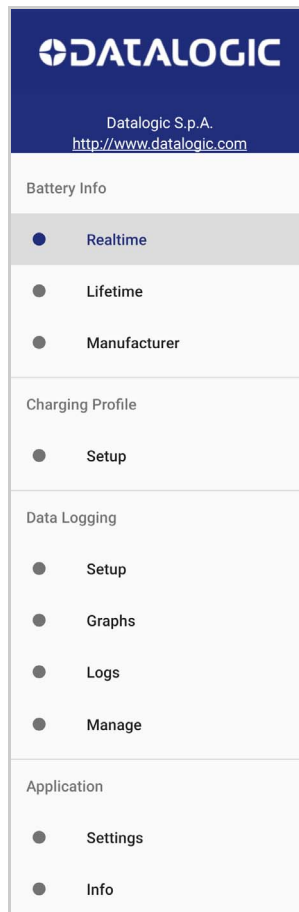 DATALOGIC
Datalogic S.p.A.
http://www.datalogic.com
Battery Info
Realtime
Lifetime
Manufacturer
Charging Profile
Setup
Data Logging
Setup
Graphs
Logs
Manage
Application
Settings
Info